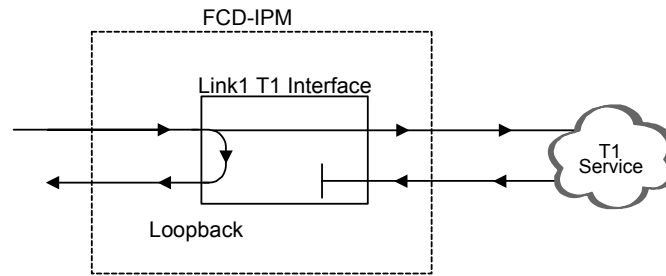 FCD-IPM
Link1 T1 Interface
T1
Service
Loopback